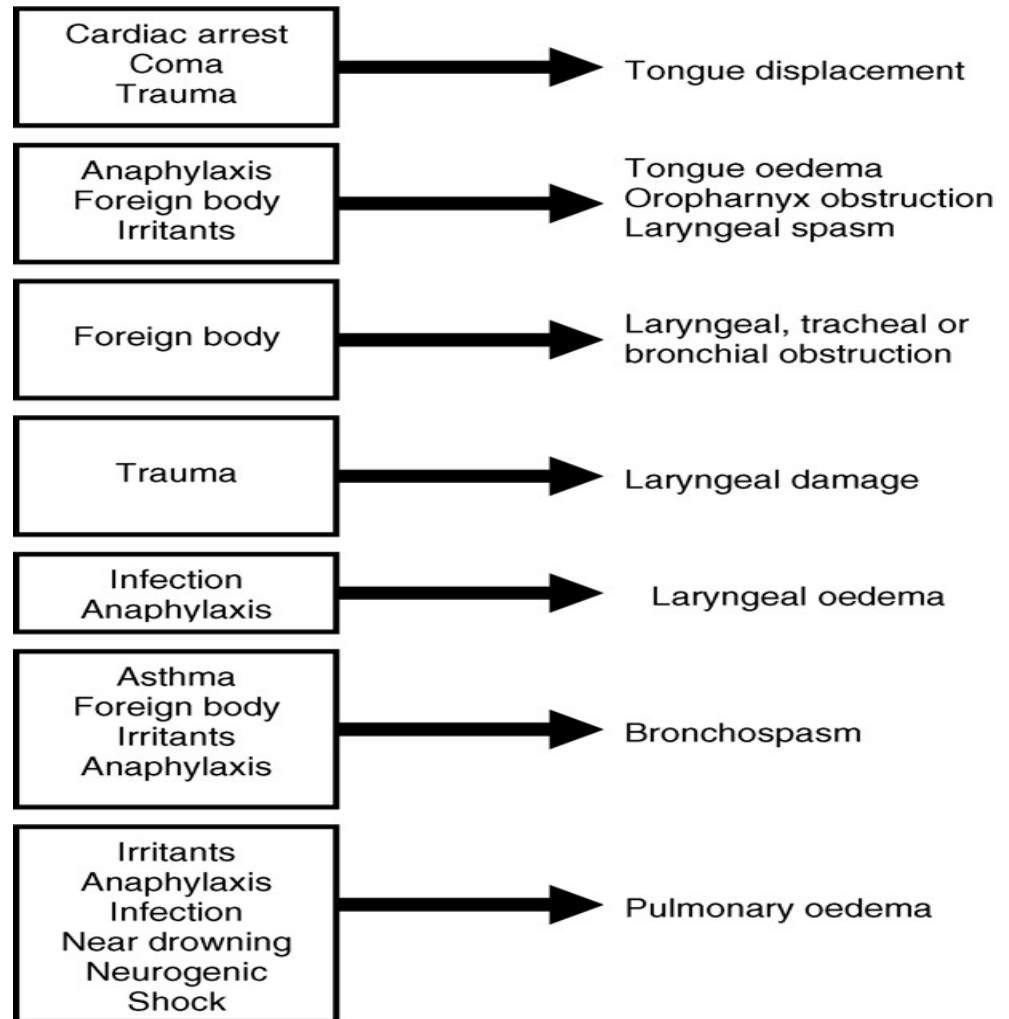 Cardiac arrest
Coma
Trauma
Tongue displacement
Anaphylaxis
Foreign body
Irritants
Tongue oedema
Oropharnyx obstruction
Laryngeal spasm
Foreign body
Laryngeal, tracheal or
bronchial obstruction
Trauma
Laryngeal damage
Infection
Anaphylaxis
Laryngeal oedema
Asthma
Foreign body
Irritants
Anaphylaxis
Bronchospasm
Irritants
Anaphylaxis
Infection
Near drowning
Neurogenic
Shock
Pulmonary oedema